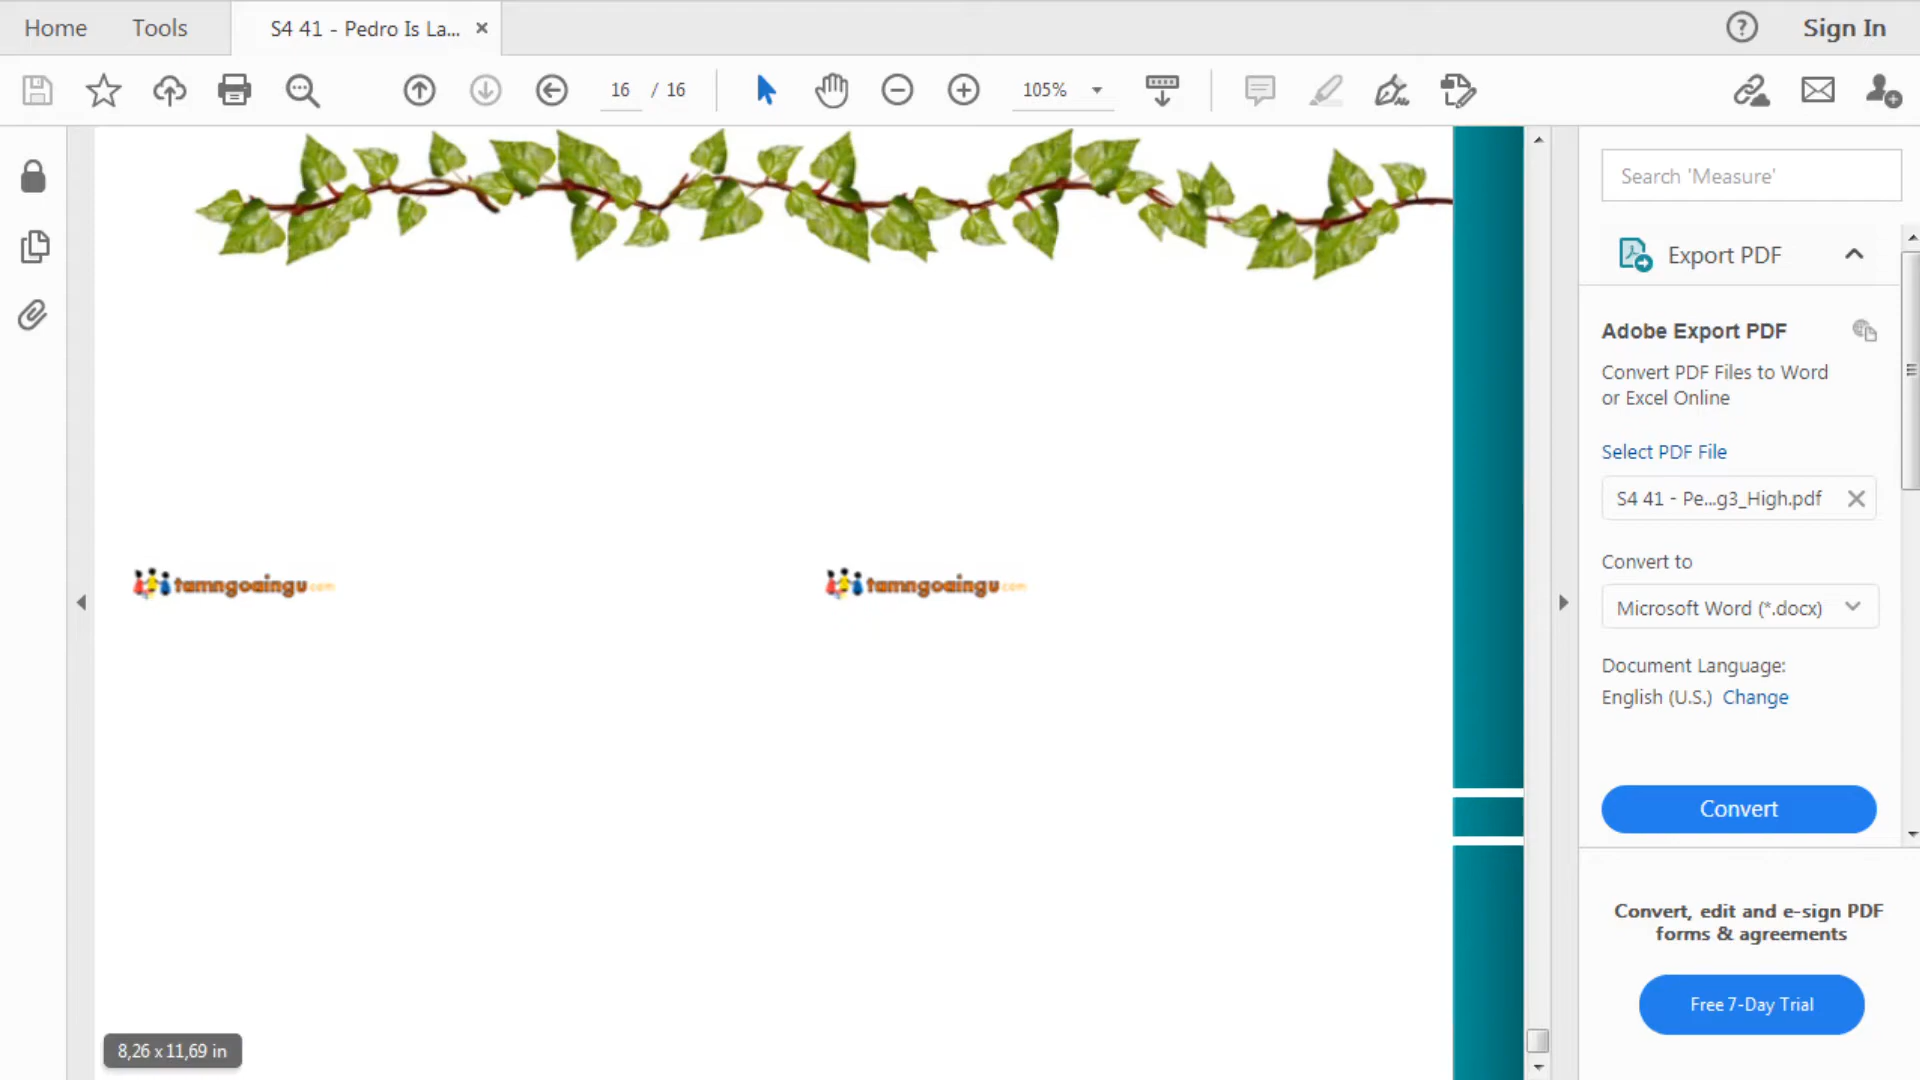 Home
Tools
S4 41 - Pedro Is La...
Sign In
16 / 16
105%
Search 'Measure'
Export PDF
Adobe Export PDF
Convert PDF Files to Word
or Excel Online
Select PDF File
S4 41 - Pe...g3_High.pdf
Convert to
Microsoft Word (*.docx)
Document Language:
English (U.S.) Change
Convert
Convert, edit and e-sign PDF
forms & agreements
Free 7-Day Trial
tamngoaingu.com
tamngoaingu.com
8,26 x 11,69 in